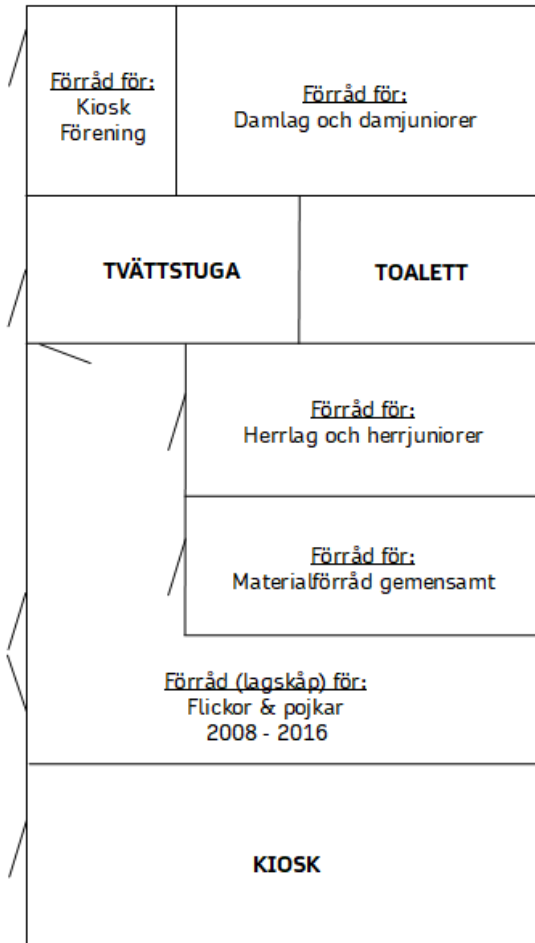 Förråd för:
Kiosk
Förening
Förråd för:
Damlag och damjuniorer
TVÄTTSTUGA
TOALETT
Förråd för:
Herrlag och herrjuniorer
Förråd för:
Materialförråd gemensamt
Förråd (lagskåp) för:
Flickor & pojkar
2008 - 2016
KIOSK